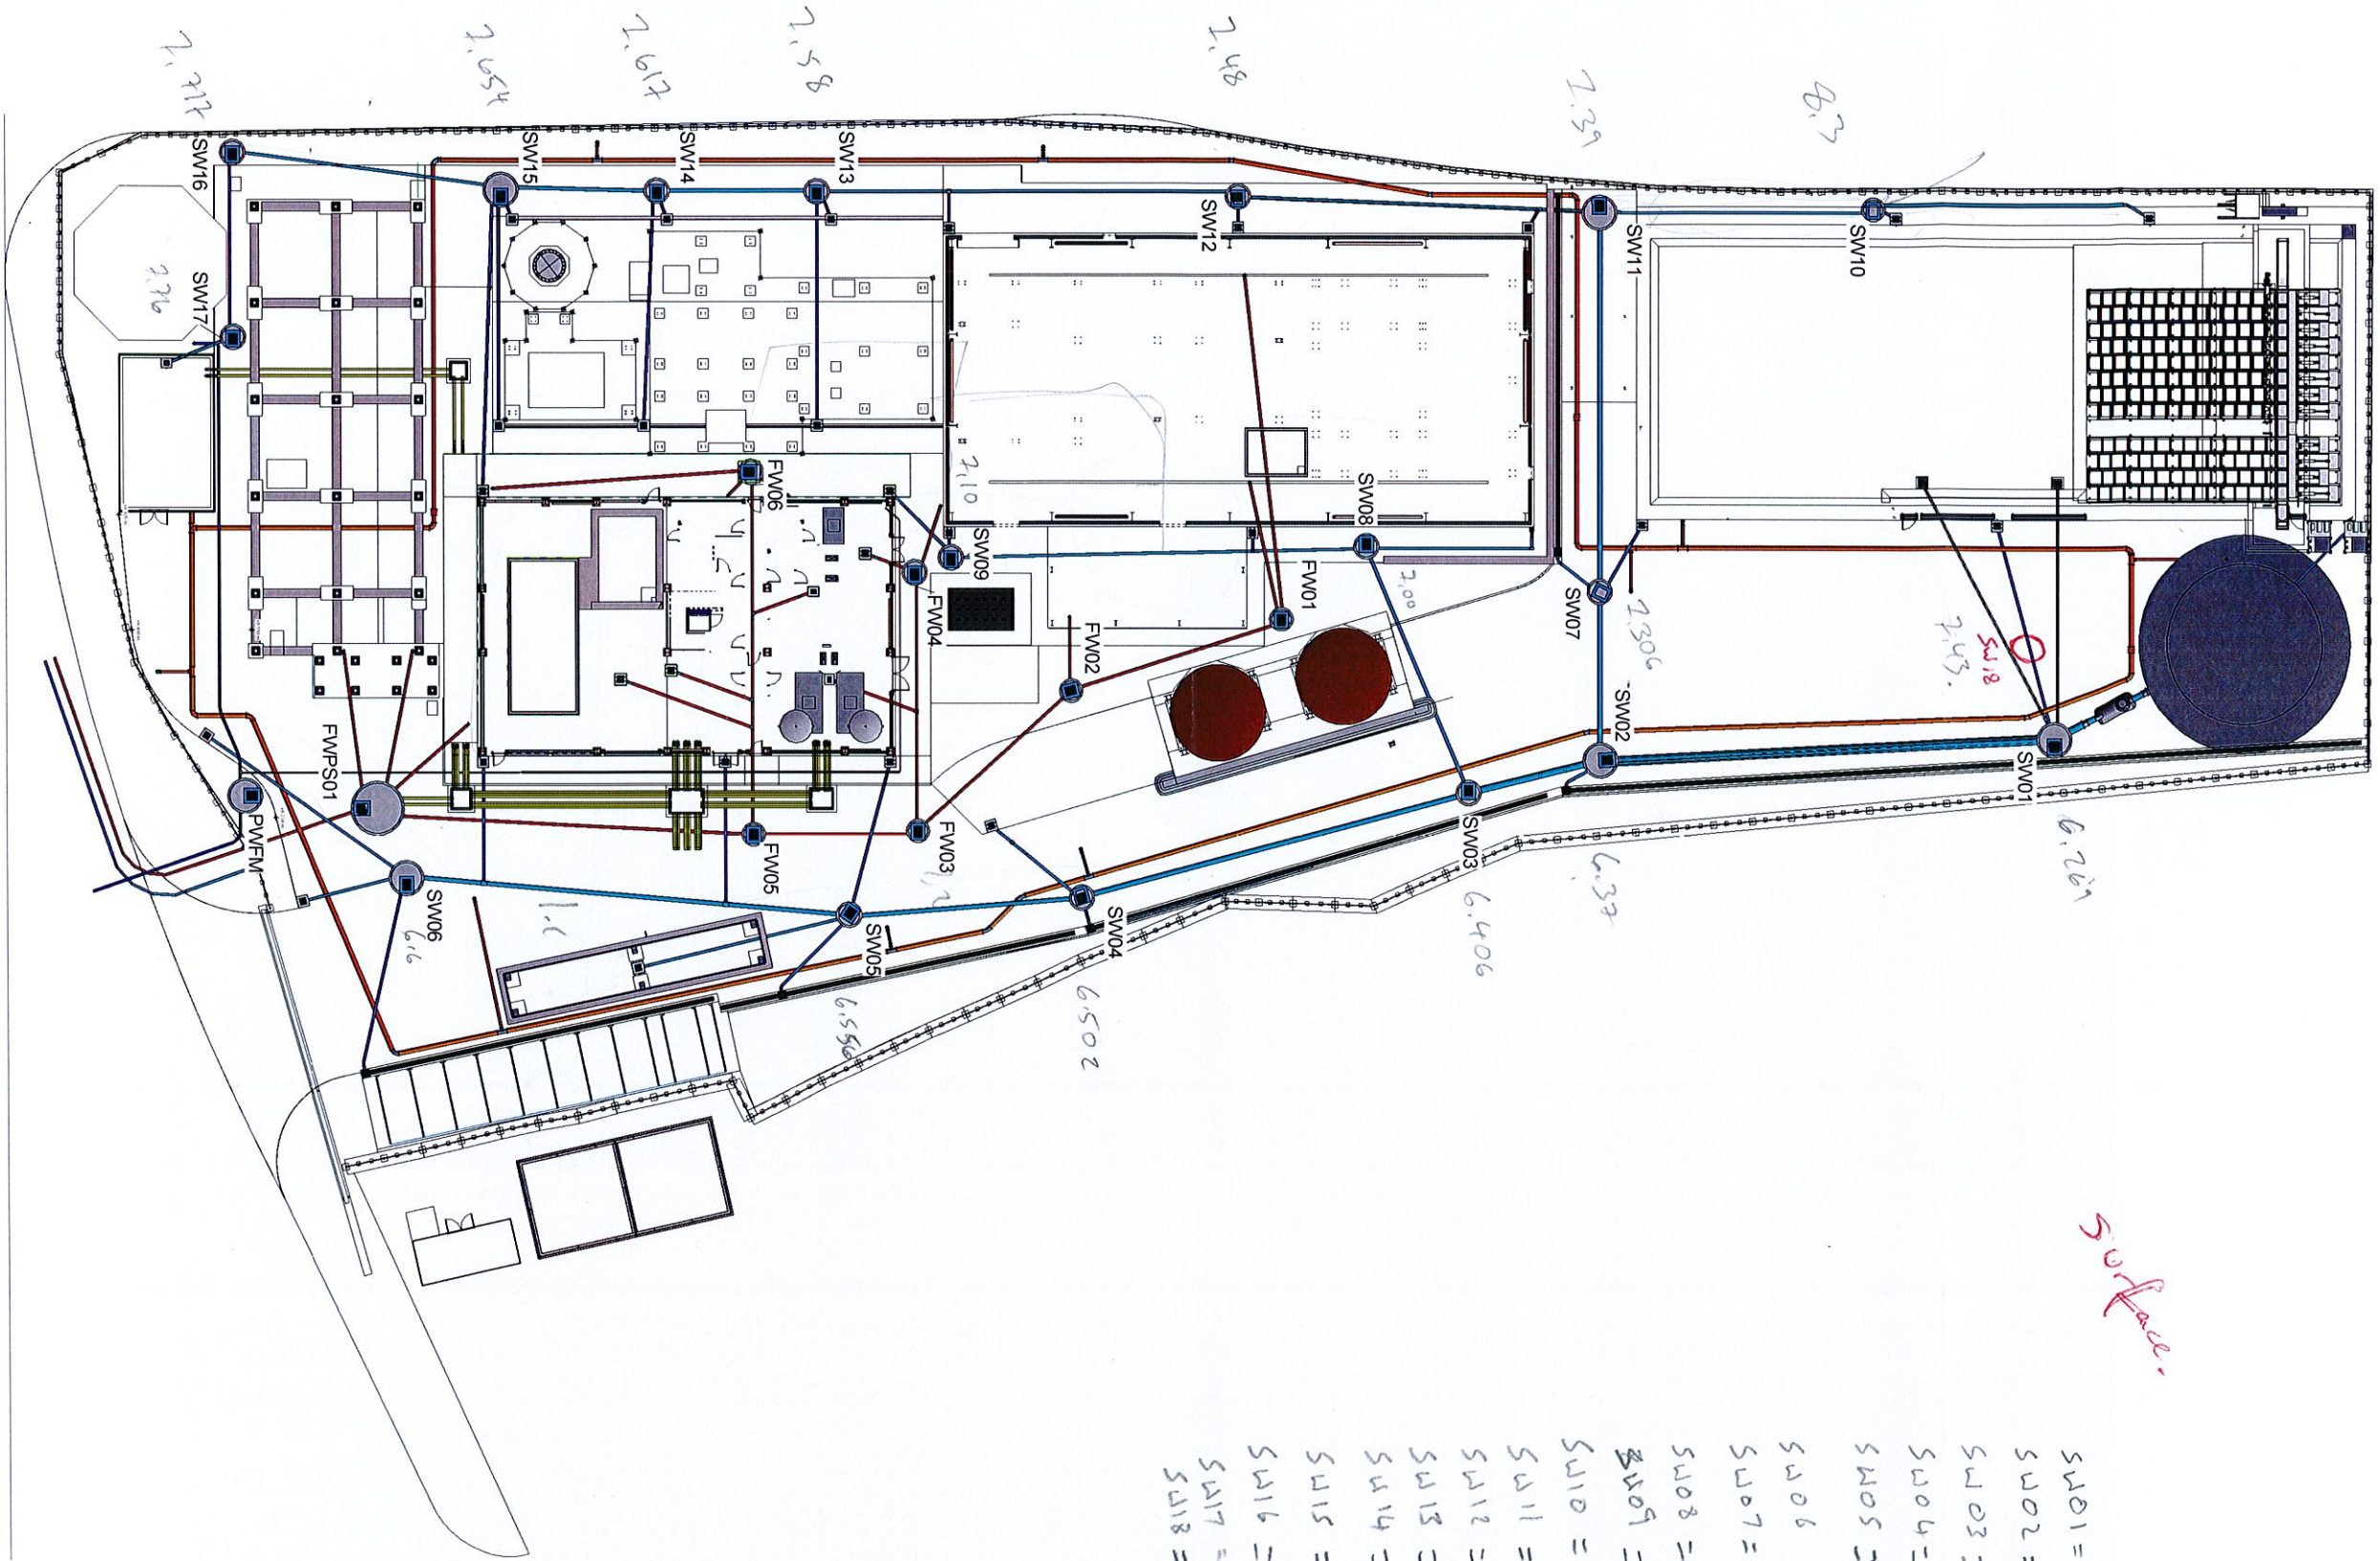 7.717
7.654
7.619
7.58
7.48
7.39
SW16
SW15
SW14
SW13
SW12
SW11
SW10
7.76
SW17
FW06
7.10
SW09
FW04
SW08
7.00
FW01
FW02
SW07
7.306
7.43.
SW18
SW02
SW01
FWPS01
PWFM
FW05
FW03
SW03
6.406
6.37
6.269
SW06
6.6
SW05
6.556
SW04
6.502
Surface.
SW01 =
SW02 =
SW03 =
SW04 =
SW05 =
SW06
SW07 =
SW08 =
SW09 =
SW10 =
SW11 =
SW12 =
SW13 =
SW14 =
SW15 =
SW16 =
SW17 =
SW18 =